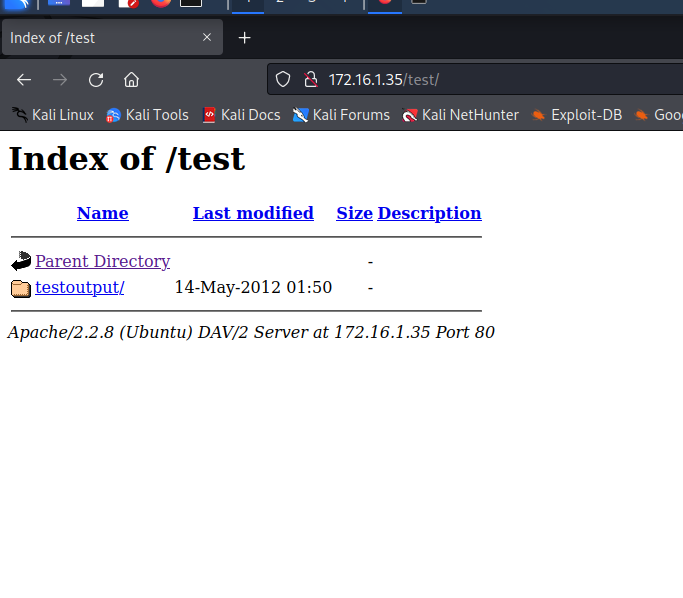 Index of /test
172.16.1.35/test/
Kali Linux Kali Tools Kali Docs Kali Forums Kali NetHunter Exploit-DB
Index of /test
Name Last modified Size Description
Parent Directory -
testoutput/ 14-May-2012 01:50 -
Apache/2.2.8 (Ubuntu) DAV/2 Server at 172.16.1.35 Port 80